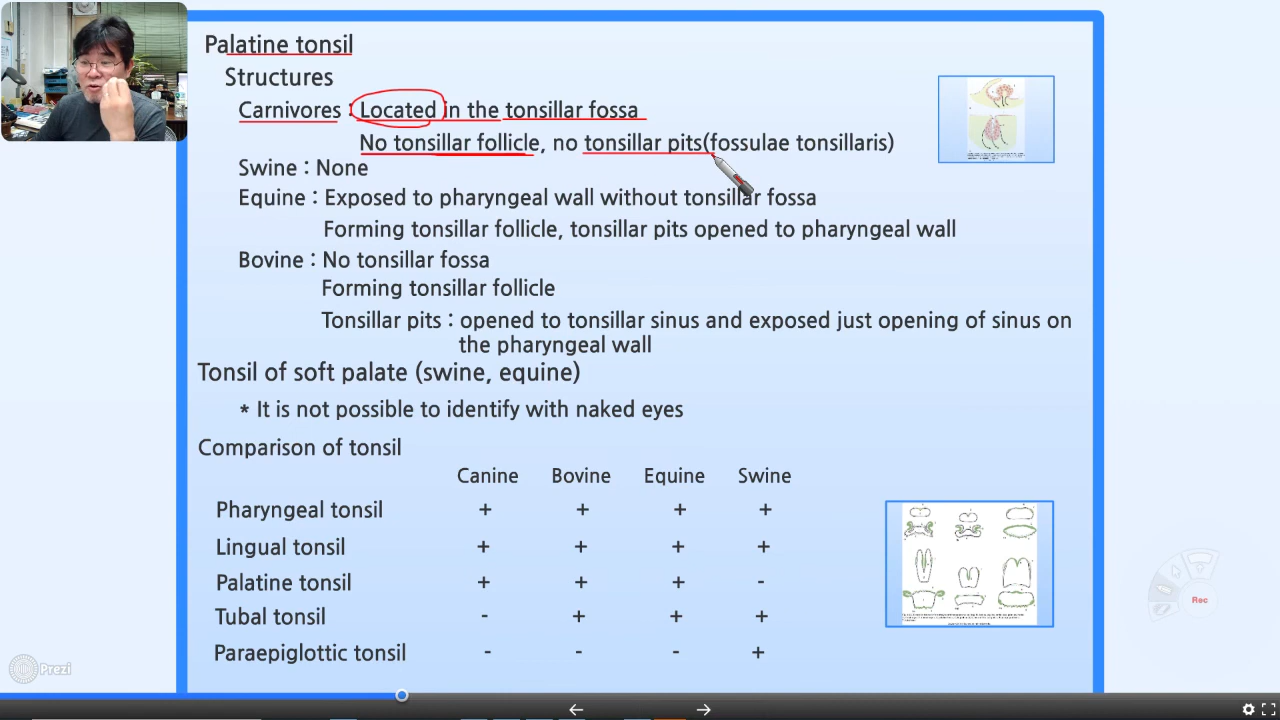 Palatine tonsil
Structures
Carnivores : Located in the tonsillar fossa
No tonsillar follicle, no tonsillar pits(fossulae tonsillaris)
Swine : None
Equine : Exposed to pharyngeal wall without tonsillar fossa
Forming tonsillar follicle, tonsillar pits opened to pharyngeal wall
Bovine : No tonsillar fossa
Forming tonsillar follicle
Tonsillar pits : opened to tonsillar sinus and exposed just opening of sinus on
the pharyngeal wall
Tonsil of soft palate (swine, equine)
* It is not possible to identify with naked eyes
Comparison of tonsil
Canine Bovine Equine Swine
Pharyngeal tonsil + + + +
Lingual tonsil + + + +
Palatine tonsil + + + -
Tubal tonsil - + + +
Paraepiglottic tonsil - - - +
Rec
Prezi